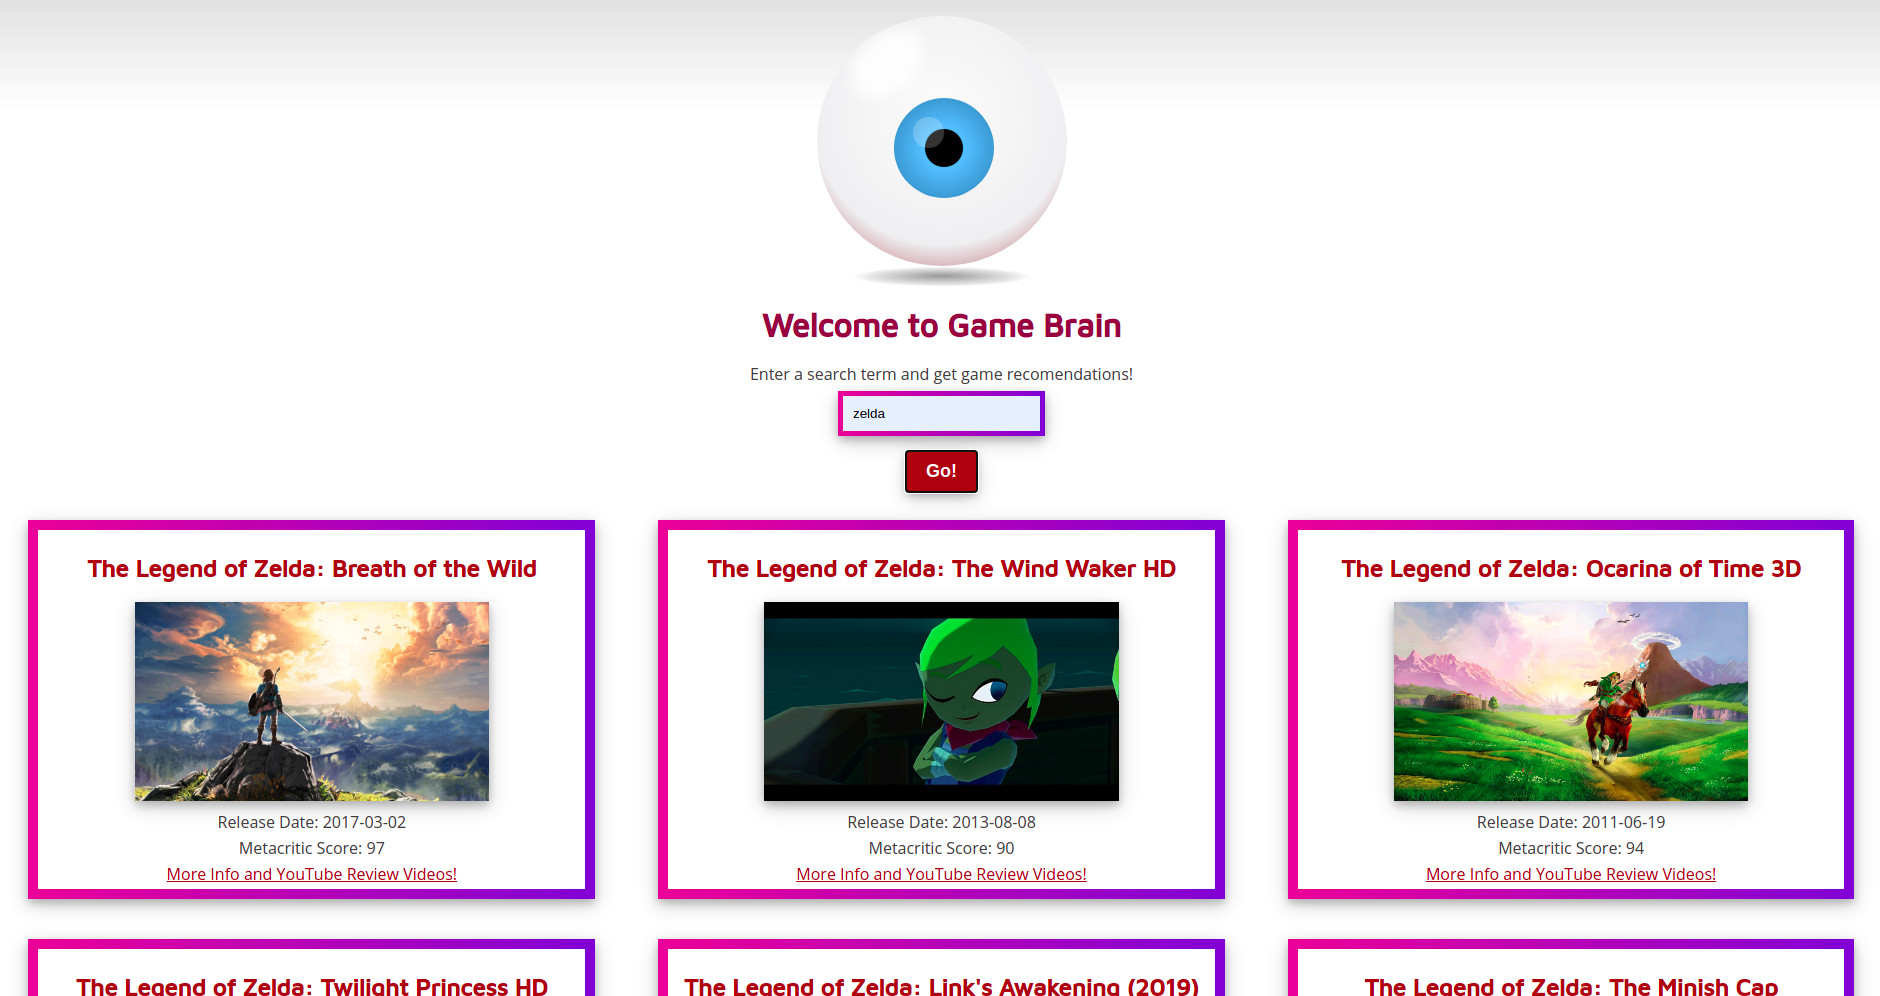 Welcome to Game Brain
Enter a search term and get game recomendations!
zelda
Go!
The Legend of Zelda: Breath of the Wild
Release Date: 2017-03-02
Metacritic Score: 97
More Info and YouTube Review Videos!
The Legend of Zelda: The Wind Waker HD
Release Date: 2013-08-08
Metacritic Score: 90
More Info and YouTube Review Videos!
The Legend of Zelda: Ocarina of Time 3D
Release Date: 2011-06-19
Metacritic Score: 94
More Info and YouTube Review Videos!
The Legend of Zelda: Twilight Princess HD
The Legend of Zelda: Link's Awakening (2019)
The Legend of Zelda: The Minish Cap